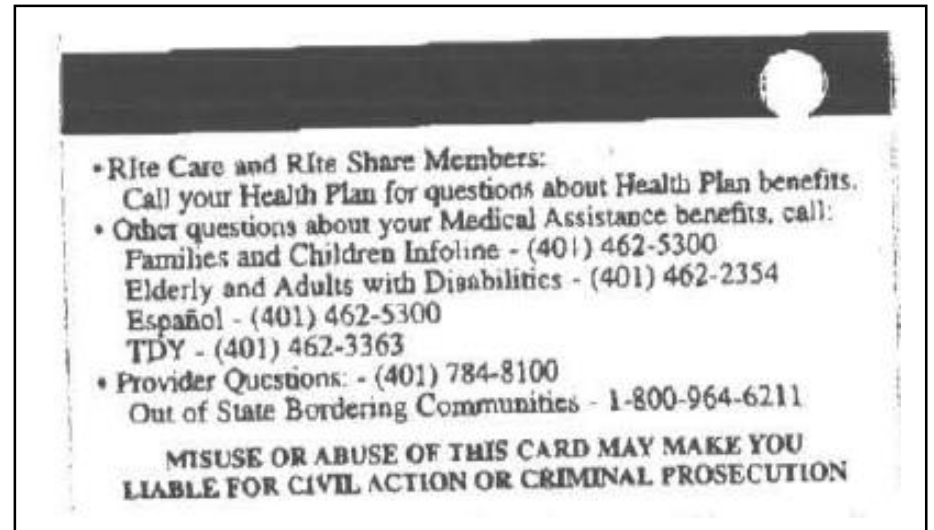 • RIte Care and RIte Share Members:
Call your Health Plan for questions about Health Plan benefits.
• Other questions about your Medical Assistance benefits, call:
Families and Children Infoline - (401) 462-5300
Elderly and Adults with Disabilities - (401) 462-2354
Español - (401) 462-5300
TDY - (401) 462-3363
• Provider Questions: - (401) 784-8100
Out of State Bordering Communities - 1-800-964-6211
MISUSE OR ABUSE OF THIS CARD MAY MAKE YOU
LIABLE FOR CIVIL ACTION OR CRIMINAL PROSECUTION